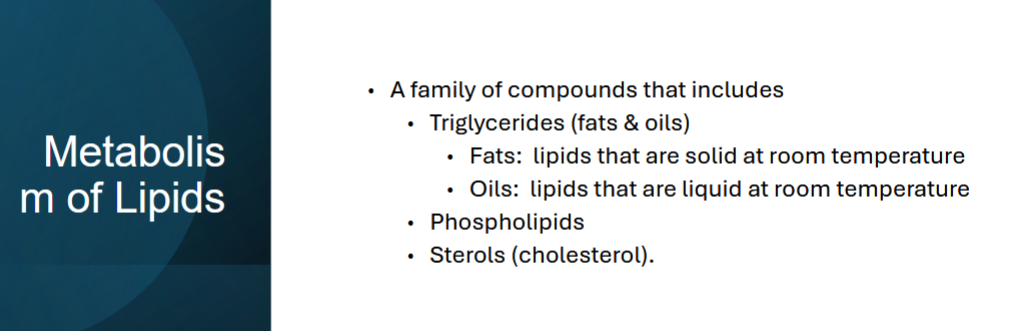 Metabolis
m of Lipids
• A family of compounds that includes
• Triglycerides (fats & oils)
• Fats:  lipids that are solid at room temperature
• Oils:  lipids that are liquid at room temperature
• Phospholipids
• Sterols (cholesterol).